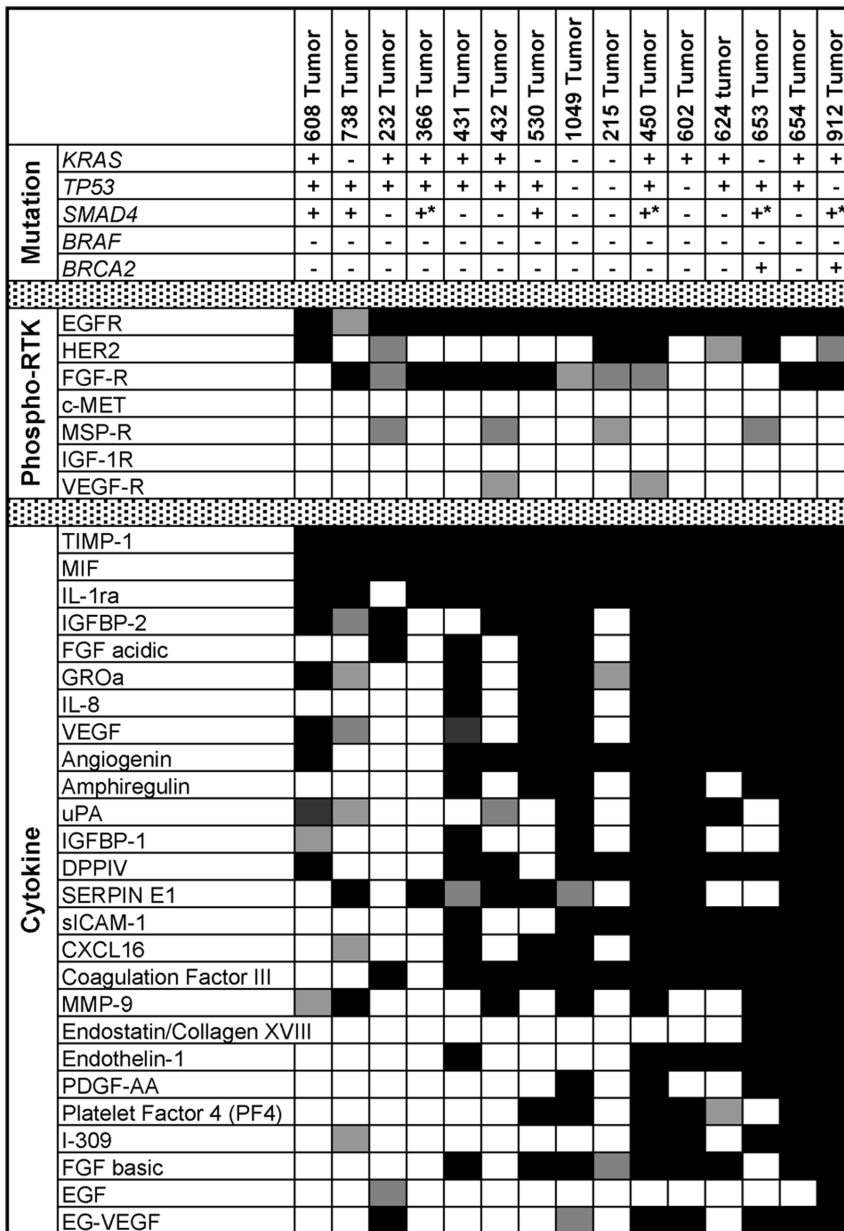 608 Tumor 738 Tumor 232 Tumor 366 Tumor 431 Tumor 432 Tumor 530 Tumor 1049 Tumor 215 Tumor 450 Tumor 602 Tumor 624 tumor 653 Tumor 654 Tumor 912 Tumor
Mutation
KRAS + - + + + + - - - + + + - + +
TP53 + + + + + + + - - + - + + + -
SMAD4 + + - +* - - + - - +* - - +* - +*
BRAF - - - - - - - - - - - - - - -
BRCA2 - - - - - - - - - - - - + - +
Phospho-RTK
EGFR
HER2
FGF-R
c-MET
MSP-R
IGF-1R
VEGF-R
Cytokine
TIMP-1
MIF
IL-1ra
IGFBP-2
FGF acidic
GROa
IL-8
VEGF
Angiogenin
Amphiregulin
uPA
IGFBP-1
DPPIV
SERPIN E1
sICAM-1
CXCL16
Coagulation Factor III
MMP-9
Endostatin/Collagen XVIII
Endothelin-1
PDGF-AA
Platelet Factor 4 (PF4)
I-309
FGF basic
EGF
EG-VEGF